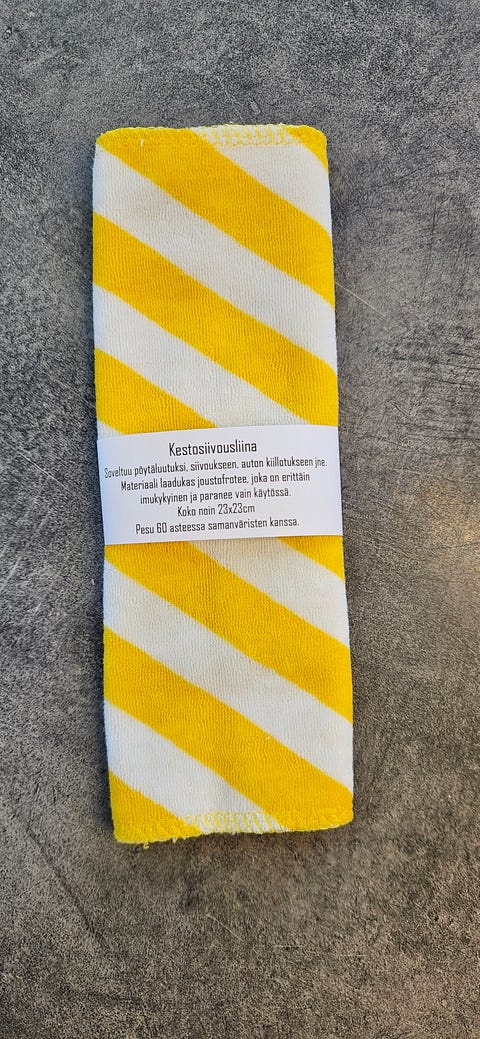 Kestosiivousliina
Soveltuu pöytäluutuksi, siivoukseen, auton kiillotukseen jne.
Materiaali laadukas joustofrotee, joka on erittäin
imukykyinen ja paranee vain käytössä.
Koko noin 23x23cm
Pesu 60 asteessa samanväristen kanssa.